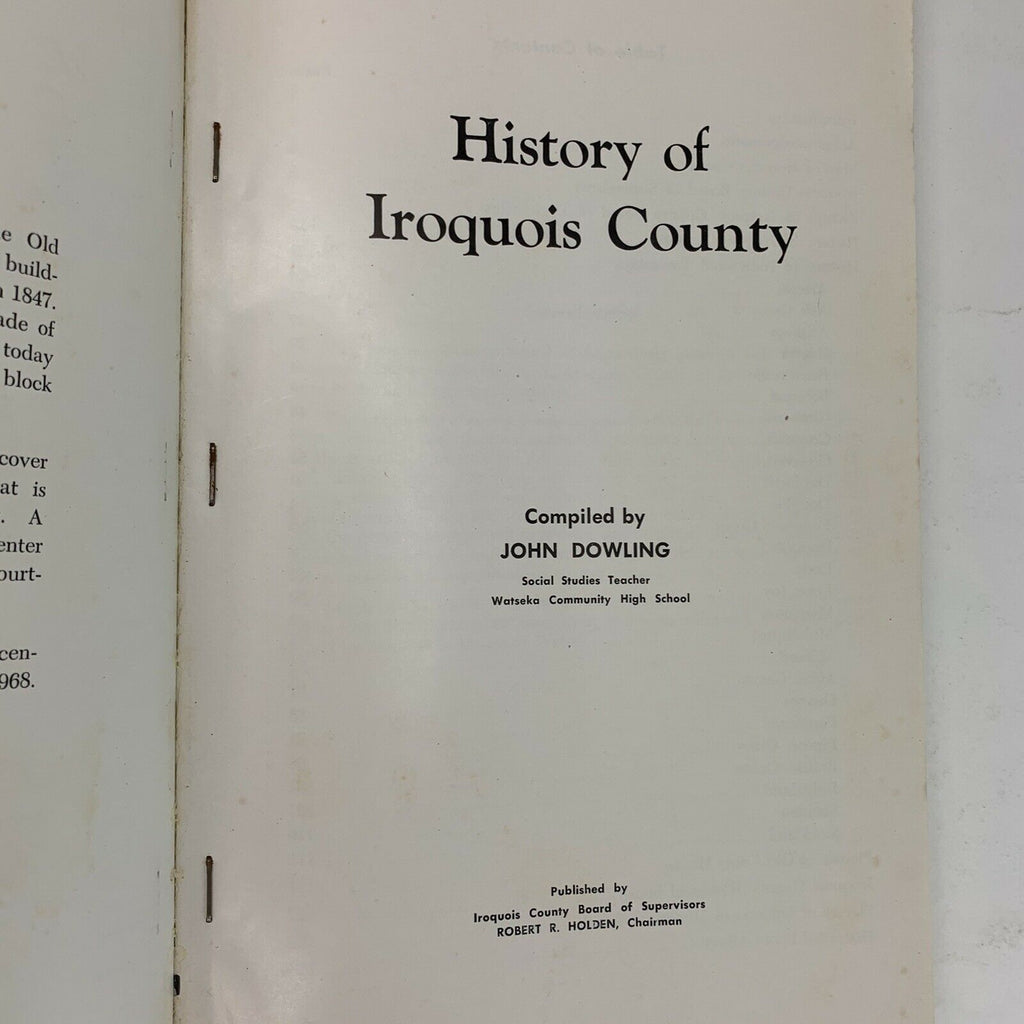 e Old
build-
1847.
ade of
today
block
cover
at is
. A
enter
ourt-
cen-
968.
History of
Iroquois County
Compiled by
JOHN DOWLING
Social Studies Teacher
Watseka Community High School
Published by
Iroquois County Board of Supervisors
ROBERT R. HOLDEN, Chairman